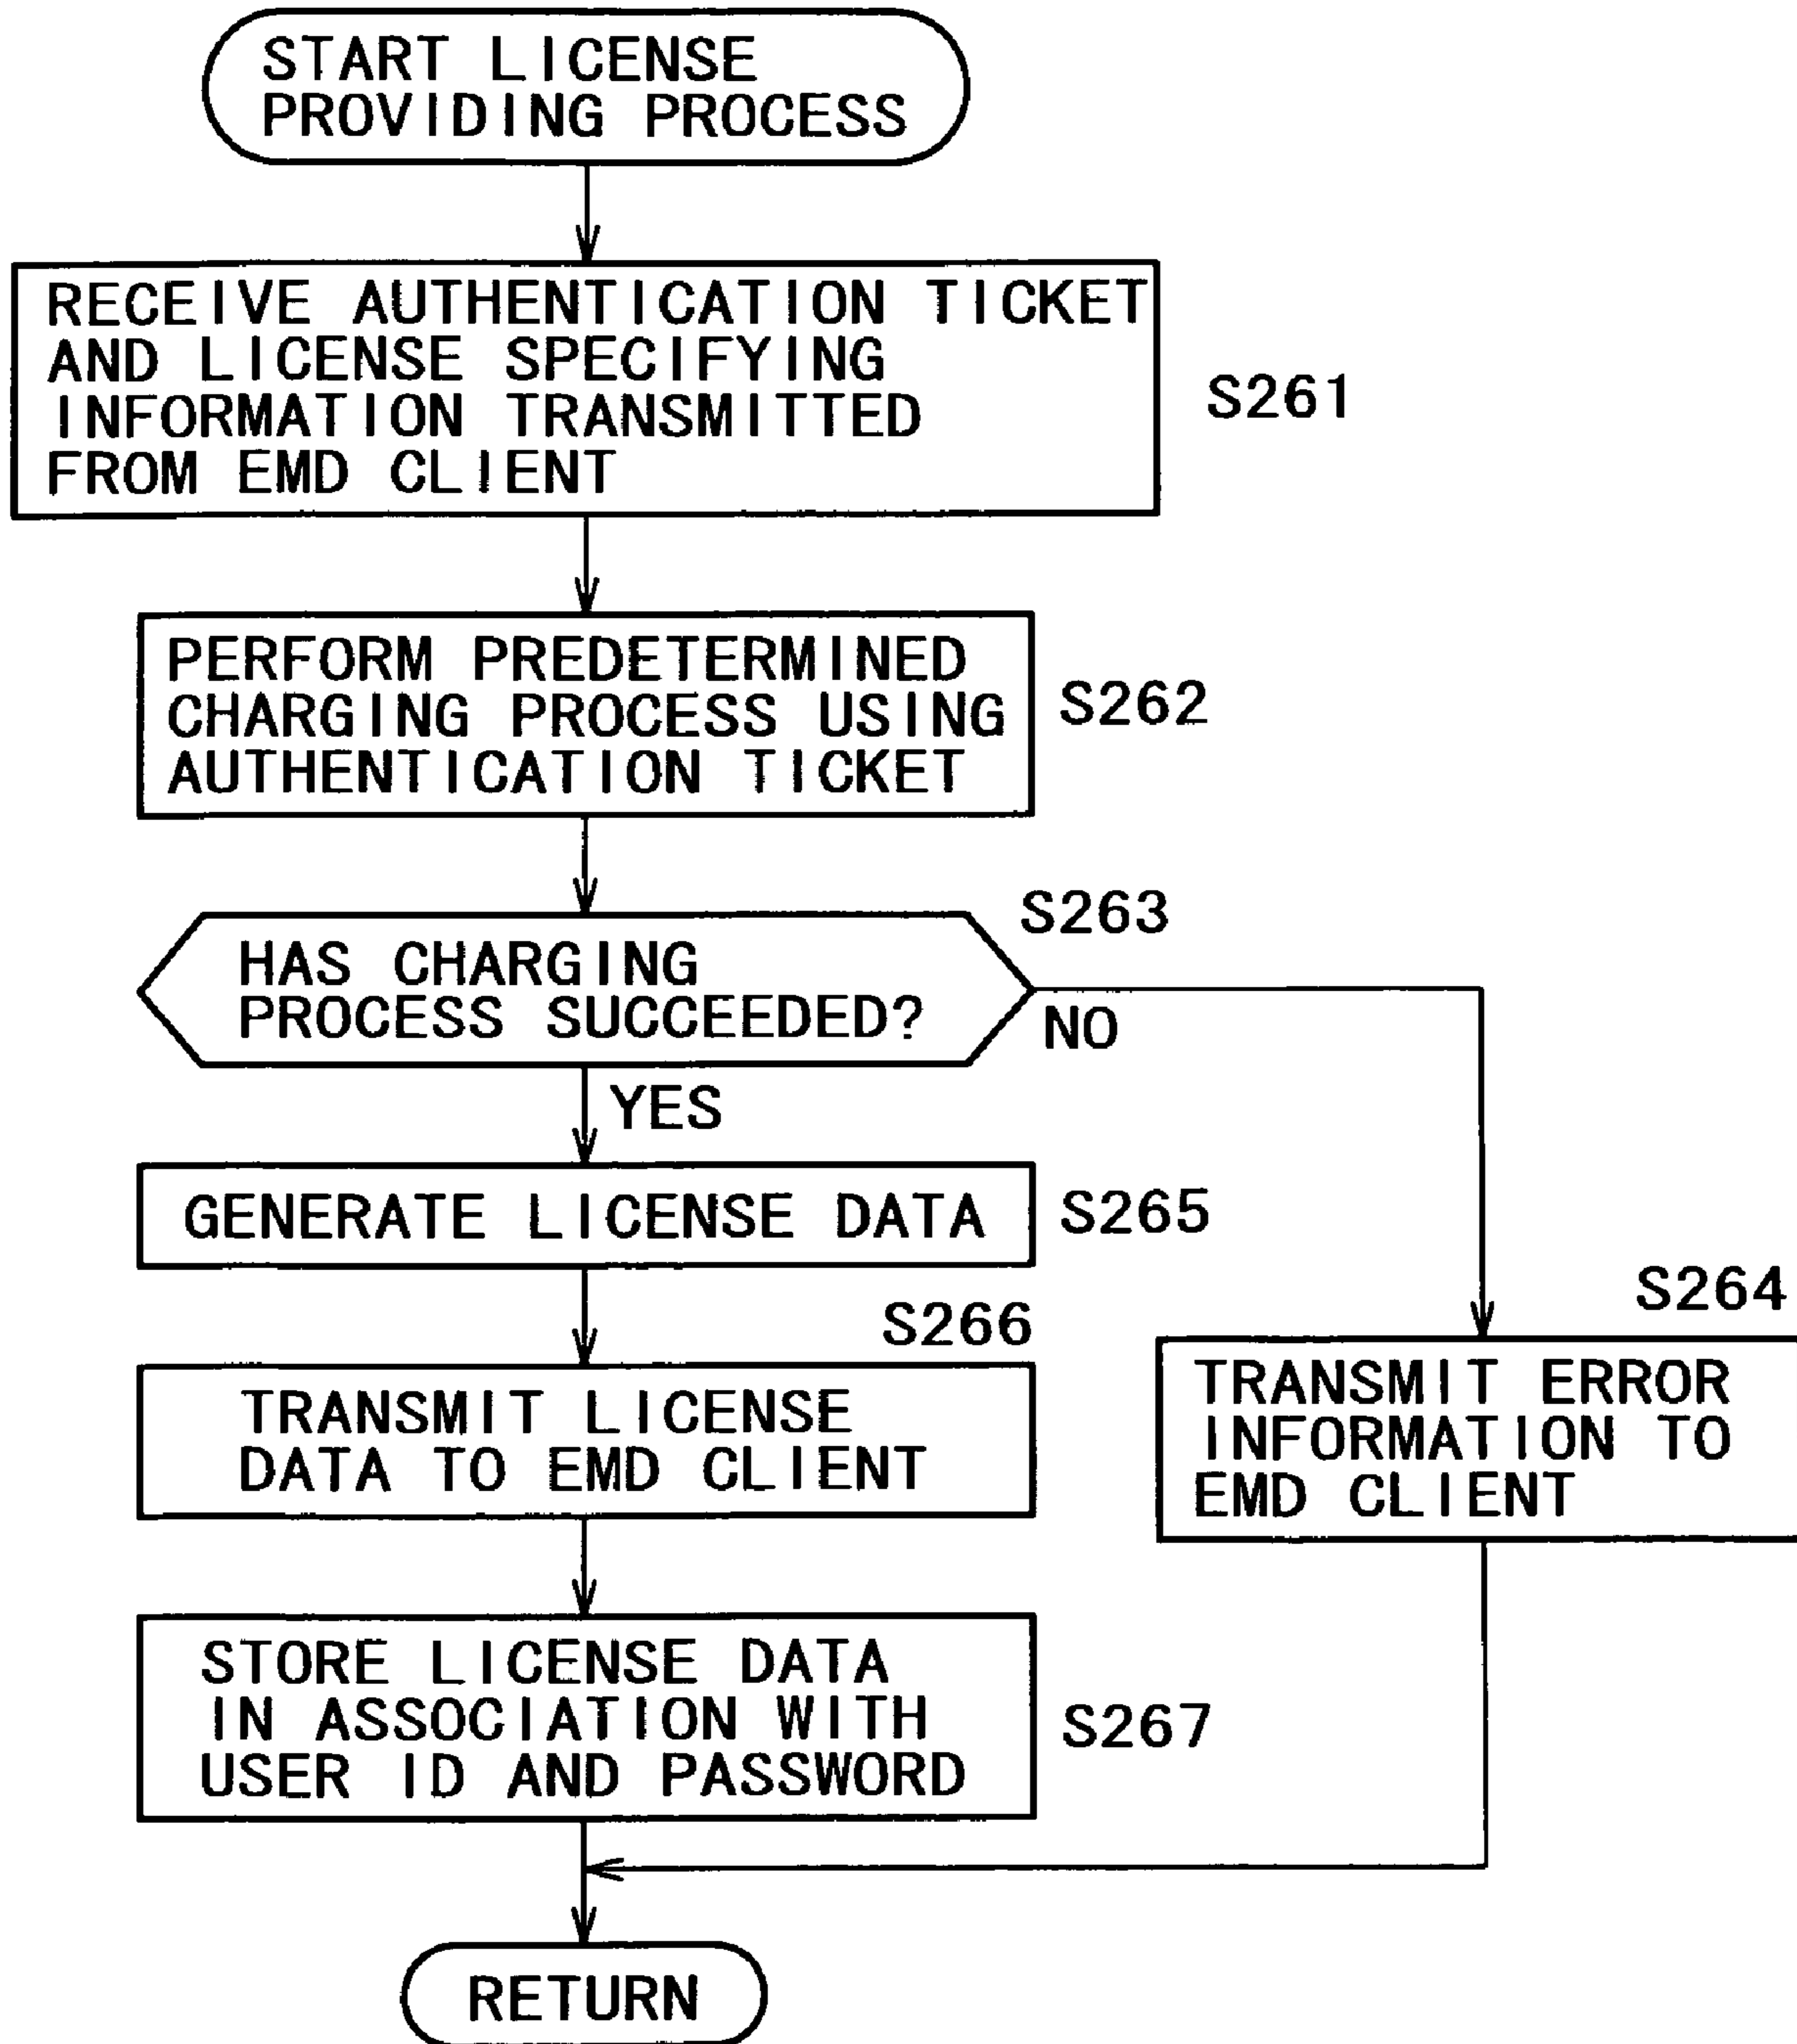 START LICENSE
PROVIDING PROCESS
RECEIVE AUTHENTICATION TICKET
AND LICENSE SPECIFYING
INFORMATION TRANSMITTED
FROM EMD CLIENT
S261
PERFORM PREDETERMINED
CHARGING PROCESS USING
AUTHENTICATION TICKET
S262
S263
HAS CHARGING
PROCESS SUCCEEDED?
NO
YES
GENERATE LICENSE DATA
S265
S264
TRANSMIT ERROR
INFORMATION TO
EMD CLIENT
S266
TRANSMIT LICENSE
DATA TO EMD CLIENT
STORE LICENSE DATA
IN ASSOCIATION WITH
USER ID AND PASSWORD
S267
RETURN